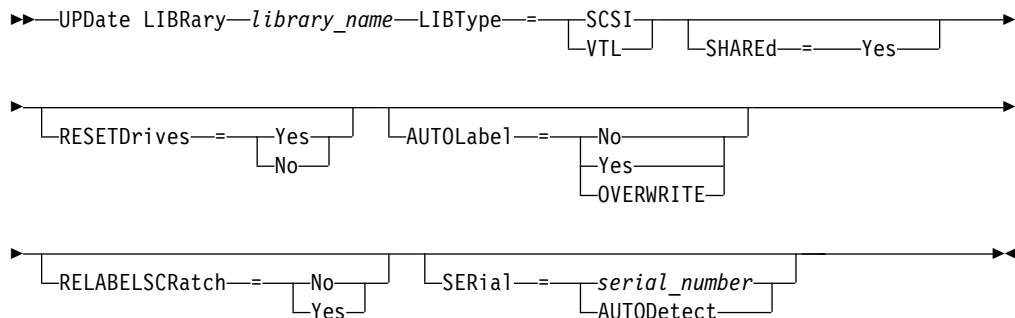 UPDate LIBRary library_name LIBType = SCSI
VTL
SHAREd = Yes
RESETDrives = Yes
No
AUTOLabel = No
Yes
OVERWRITE
RELABELSCRatch = No
Yes
SERial = serial_number
AUTODetect